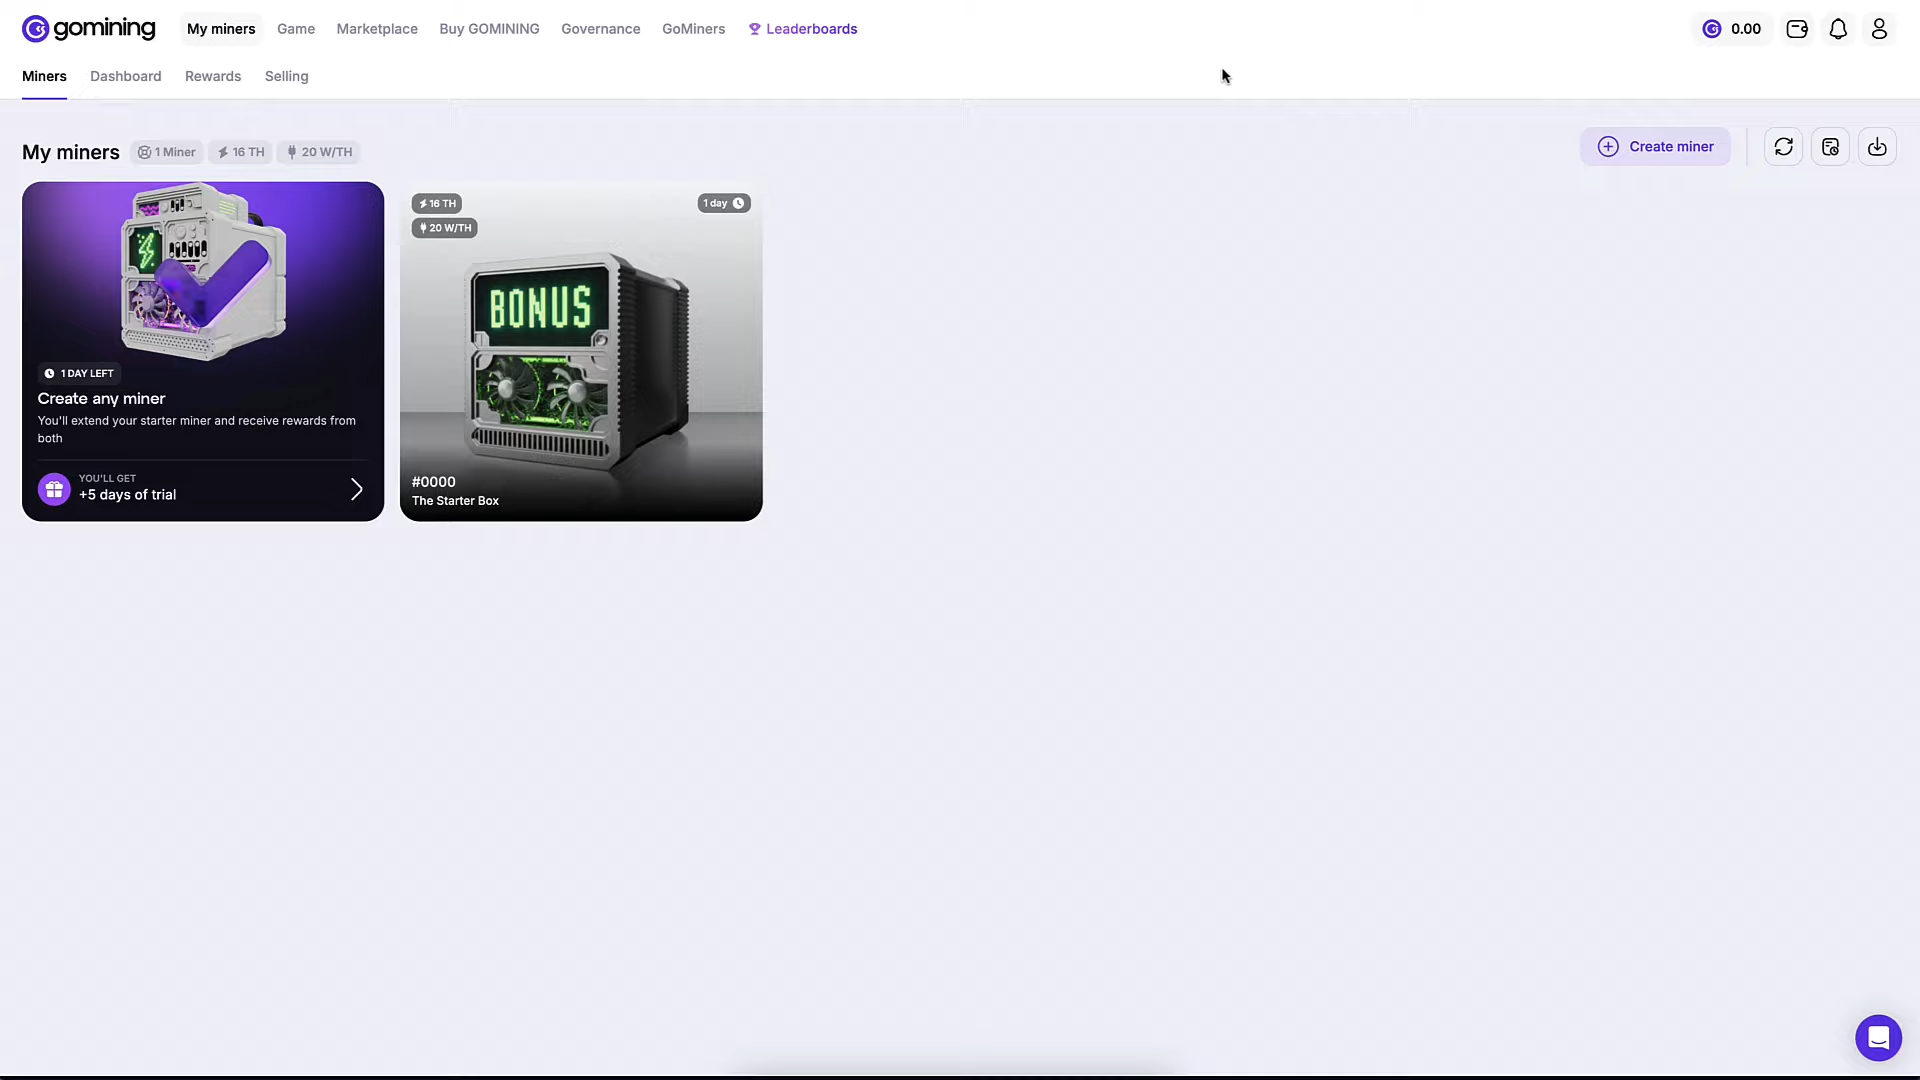 gomining
My miners
Game
Marketplace
Buy GOMINING
Governance
GoMiners
Leaderboards
0.00
Miners
Dashboard
Rewards
Selling
My miners
1 Miner
16 TH
20 W/TH
Create miner
1 DAY LEFT
Create any miner
You'll extend your starter miner and receive rewards from
both
YOU'LL GET
+5 days of trial
16 TH
1 day
20 W/TH
BONUS
#0000
The Starter Box